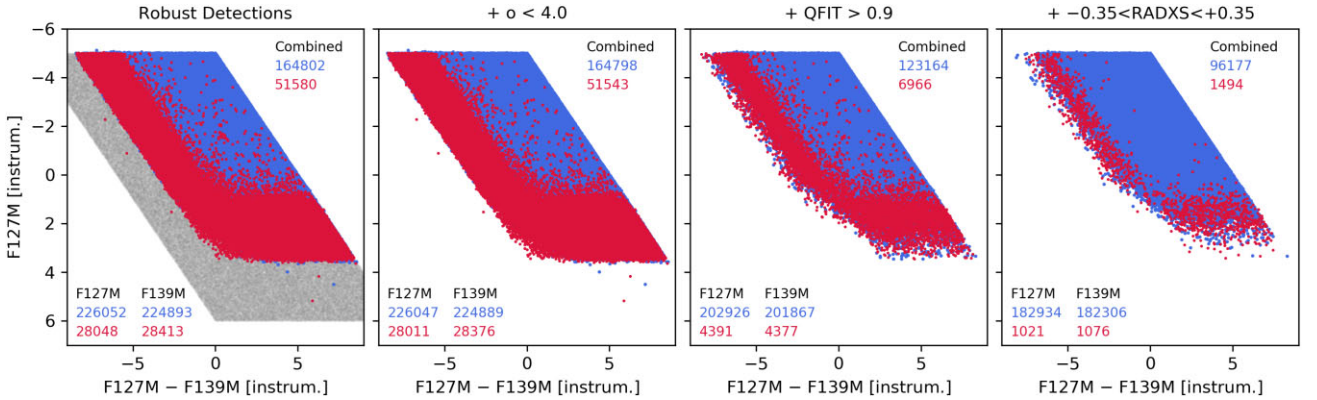 Robust Detections
+ o < 4.0
+ QFIT > 0.9
+ −0.35<RADXS<+0.35
F127M [instrum.]
−6
−4
−2
0
2
4
6
Combined
164802
51580
F127M F139M
226052 224893
28048 28413
−5 0 5
F127M − F139M [instrum.]
Combined
164798
51543
F127M F139M
226047 224889
28011 28376
−5 0 5
F127M − F139M [instrum.]
Combined
123164
6966
F127M F139M
202926 201867
4391 4377
−5 0 5
F127M − F139M [instrum.]
Combined
96177
1494
F127M F139M
182934 182306
1021 1076
−5 0 5
F127M − F139M [instrum.]